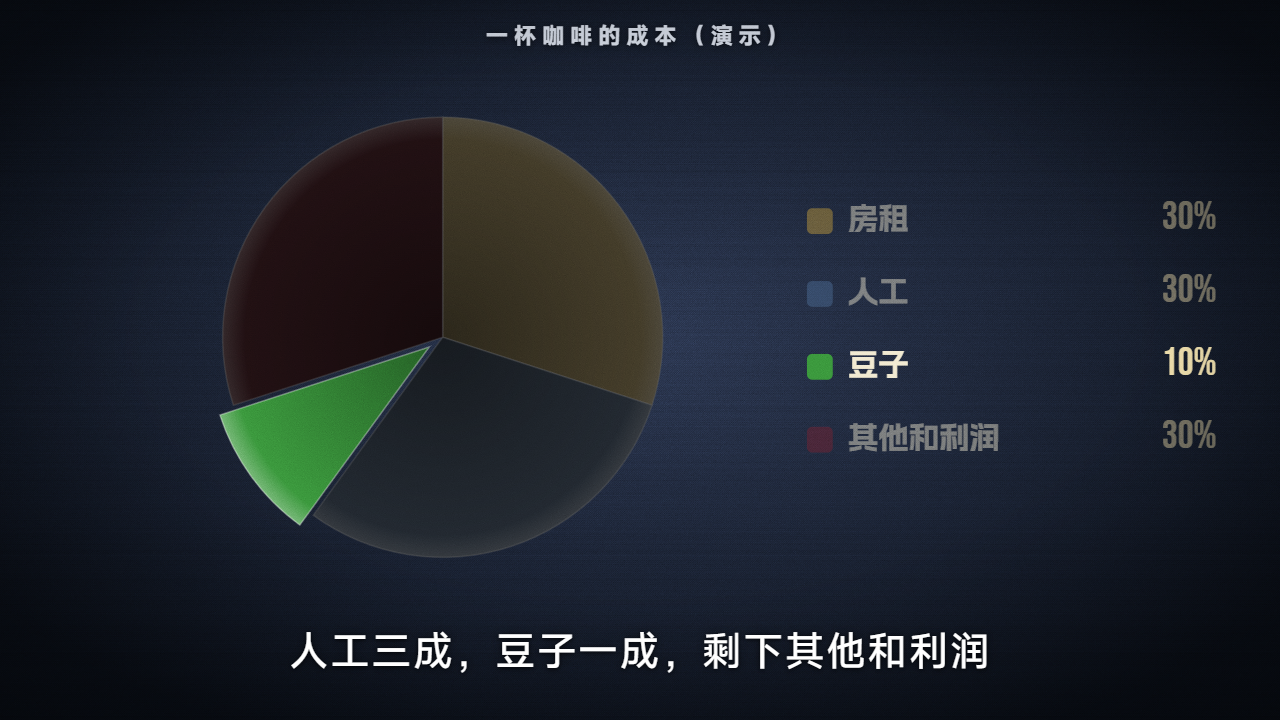 一杯咖啡的成本（演示）
房租 30%
人工 30%
豆子 10%
其他和利润 30%
人工三成，豆子一成，剩下其他和利润